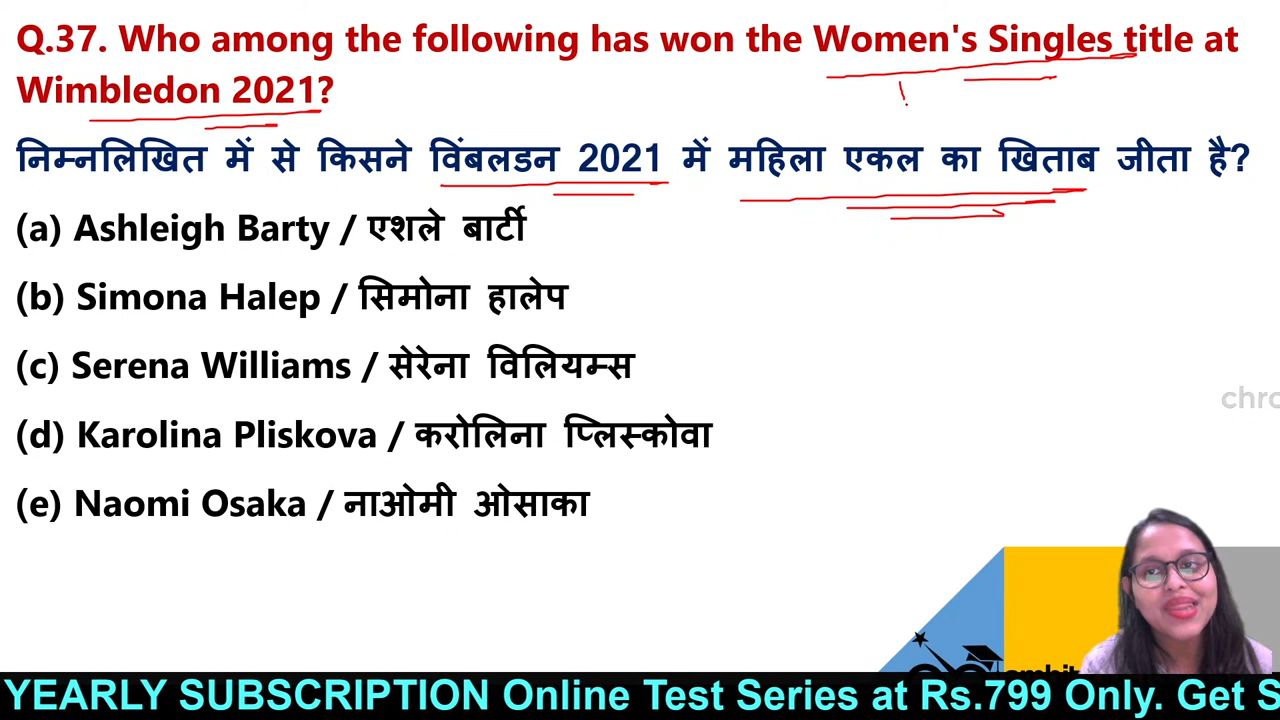 Q.37. Who among the following has won the Women's Singles title at
Wimbledon 2021?
निम्नलिखित में से किसने विंबलडन 2021 में महिला एकल का खिताब जीता है?
(a) Ashleigh Barty / एशले बार्टी
(b) Simona Halep / सिमोना हालेप
(c) Serena Williams / सेरेना विलियम्स
(d) Karolina Pliskova / करोलिना प्लिस्कोवा
(e) Naomi Osaka / नाओमी ओसाका
chro
YEARLY SUBSCRIPTION Online Test Series at Rs.799 Only. Get S